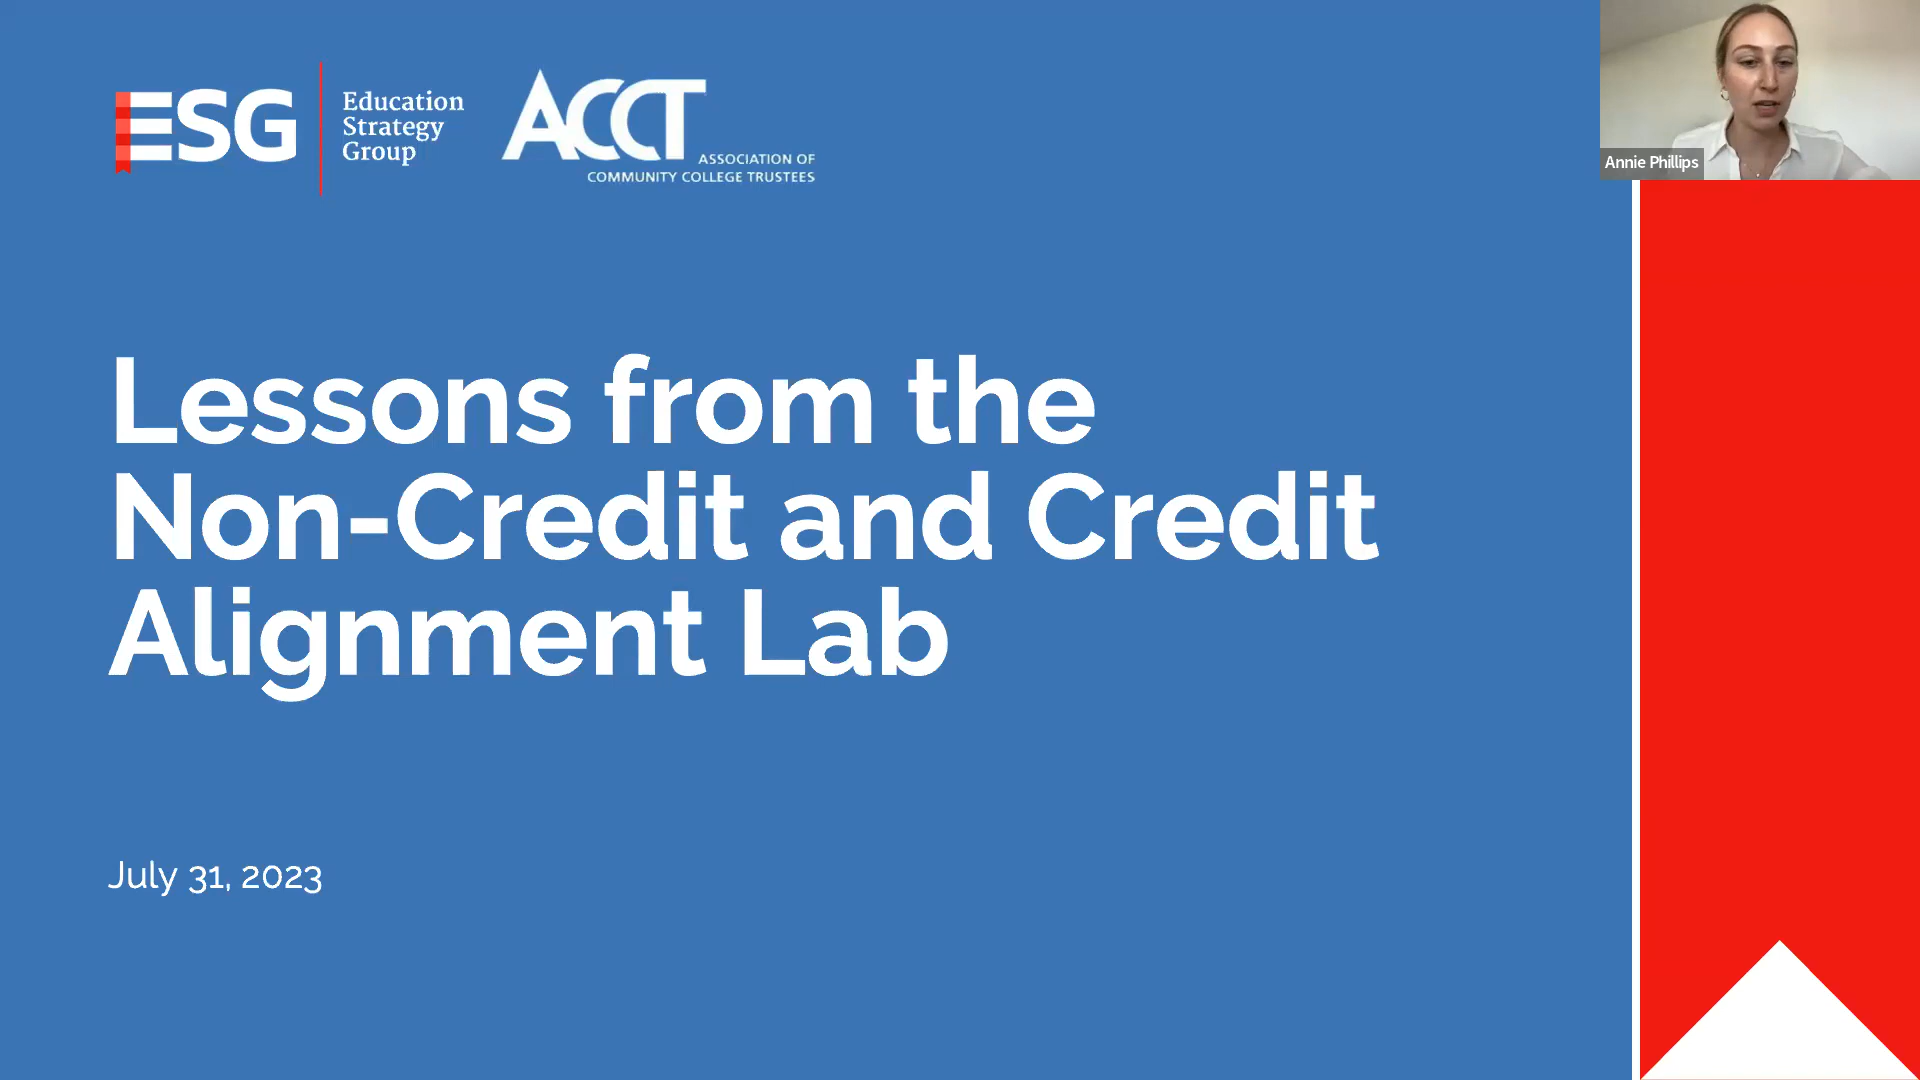 ESG
Education
Strategy
Group
ACCT
ASSOCIATION OF
COMMUNITY COLLEGE TRUSTEES
Annie Phillips
Lessons from the
Non-Credit and Credit
Alignment Lab
July 31, 2023